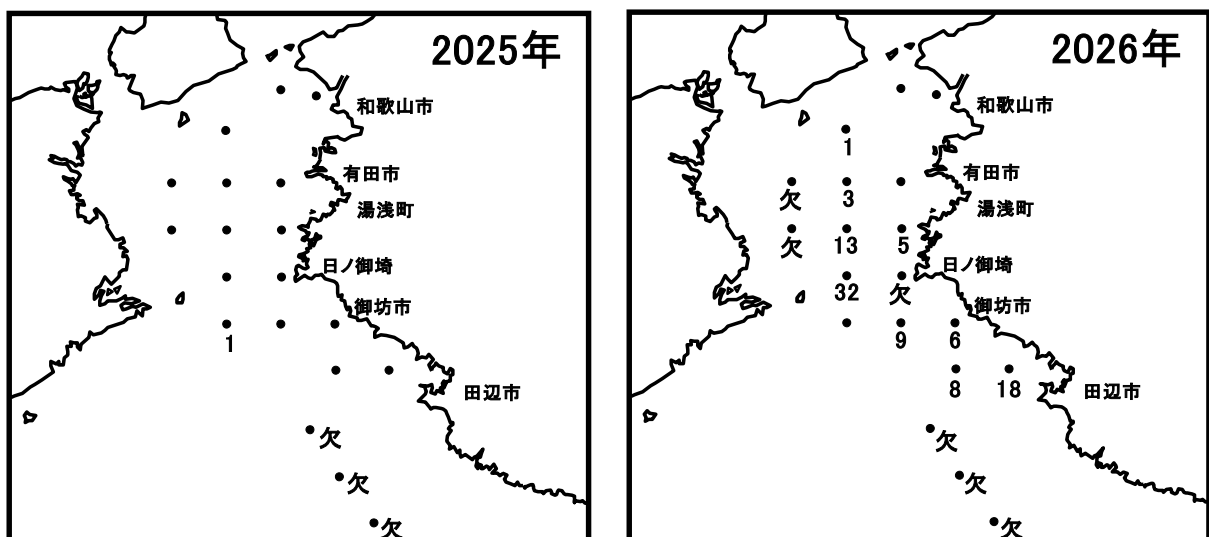 2025年
和歌山市
有田市
湯浅町
日ノ御埼
御坊市
1
田辺市
欠
欠
欠
2026年
和歌山市
1
有田市
欠 3
湯浅町
欠 13 5
日ノ御埼
32 欠
御坊市
9 6
8 18
田辺市
欠
欠
欠